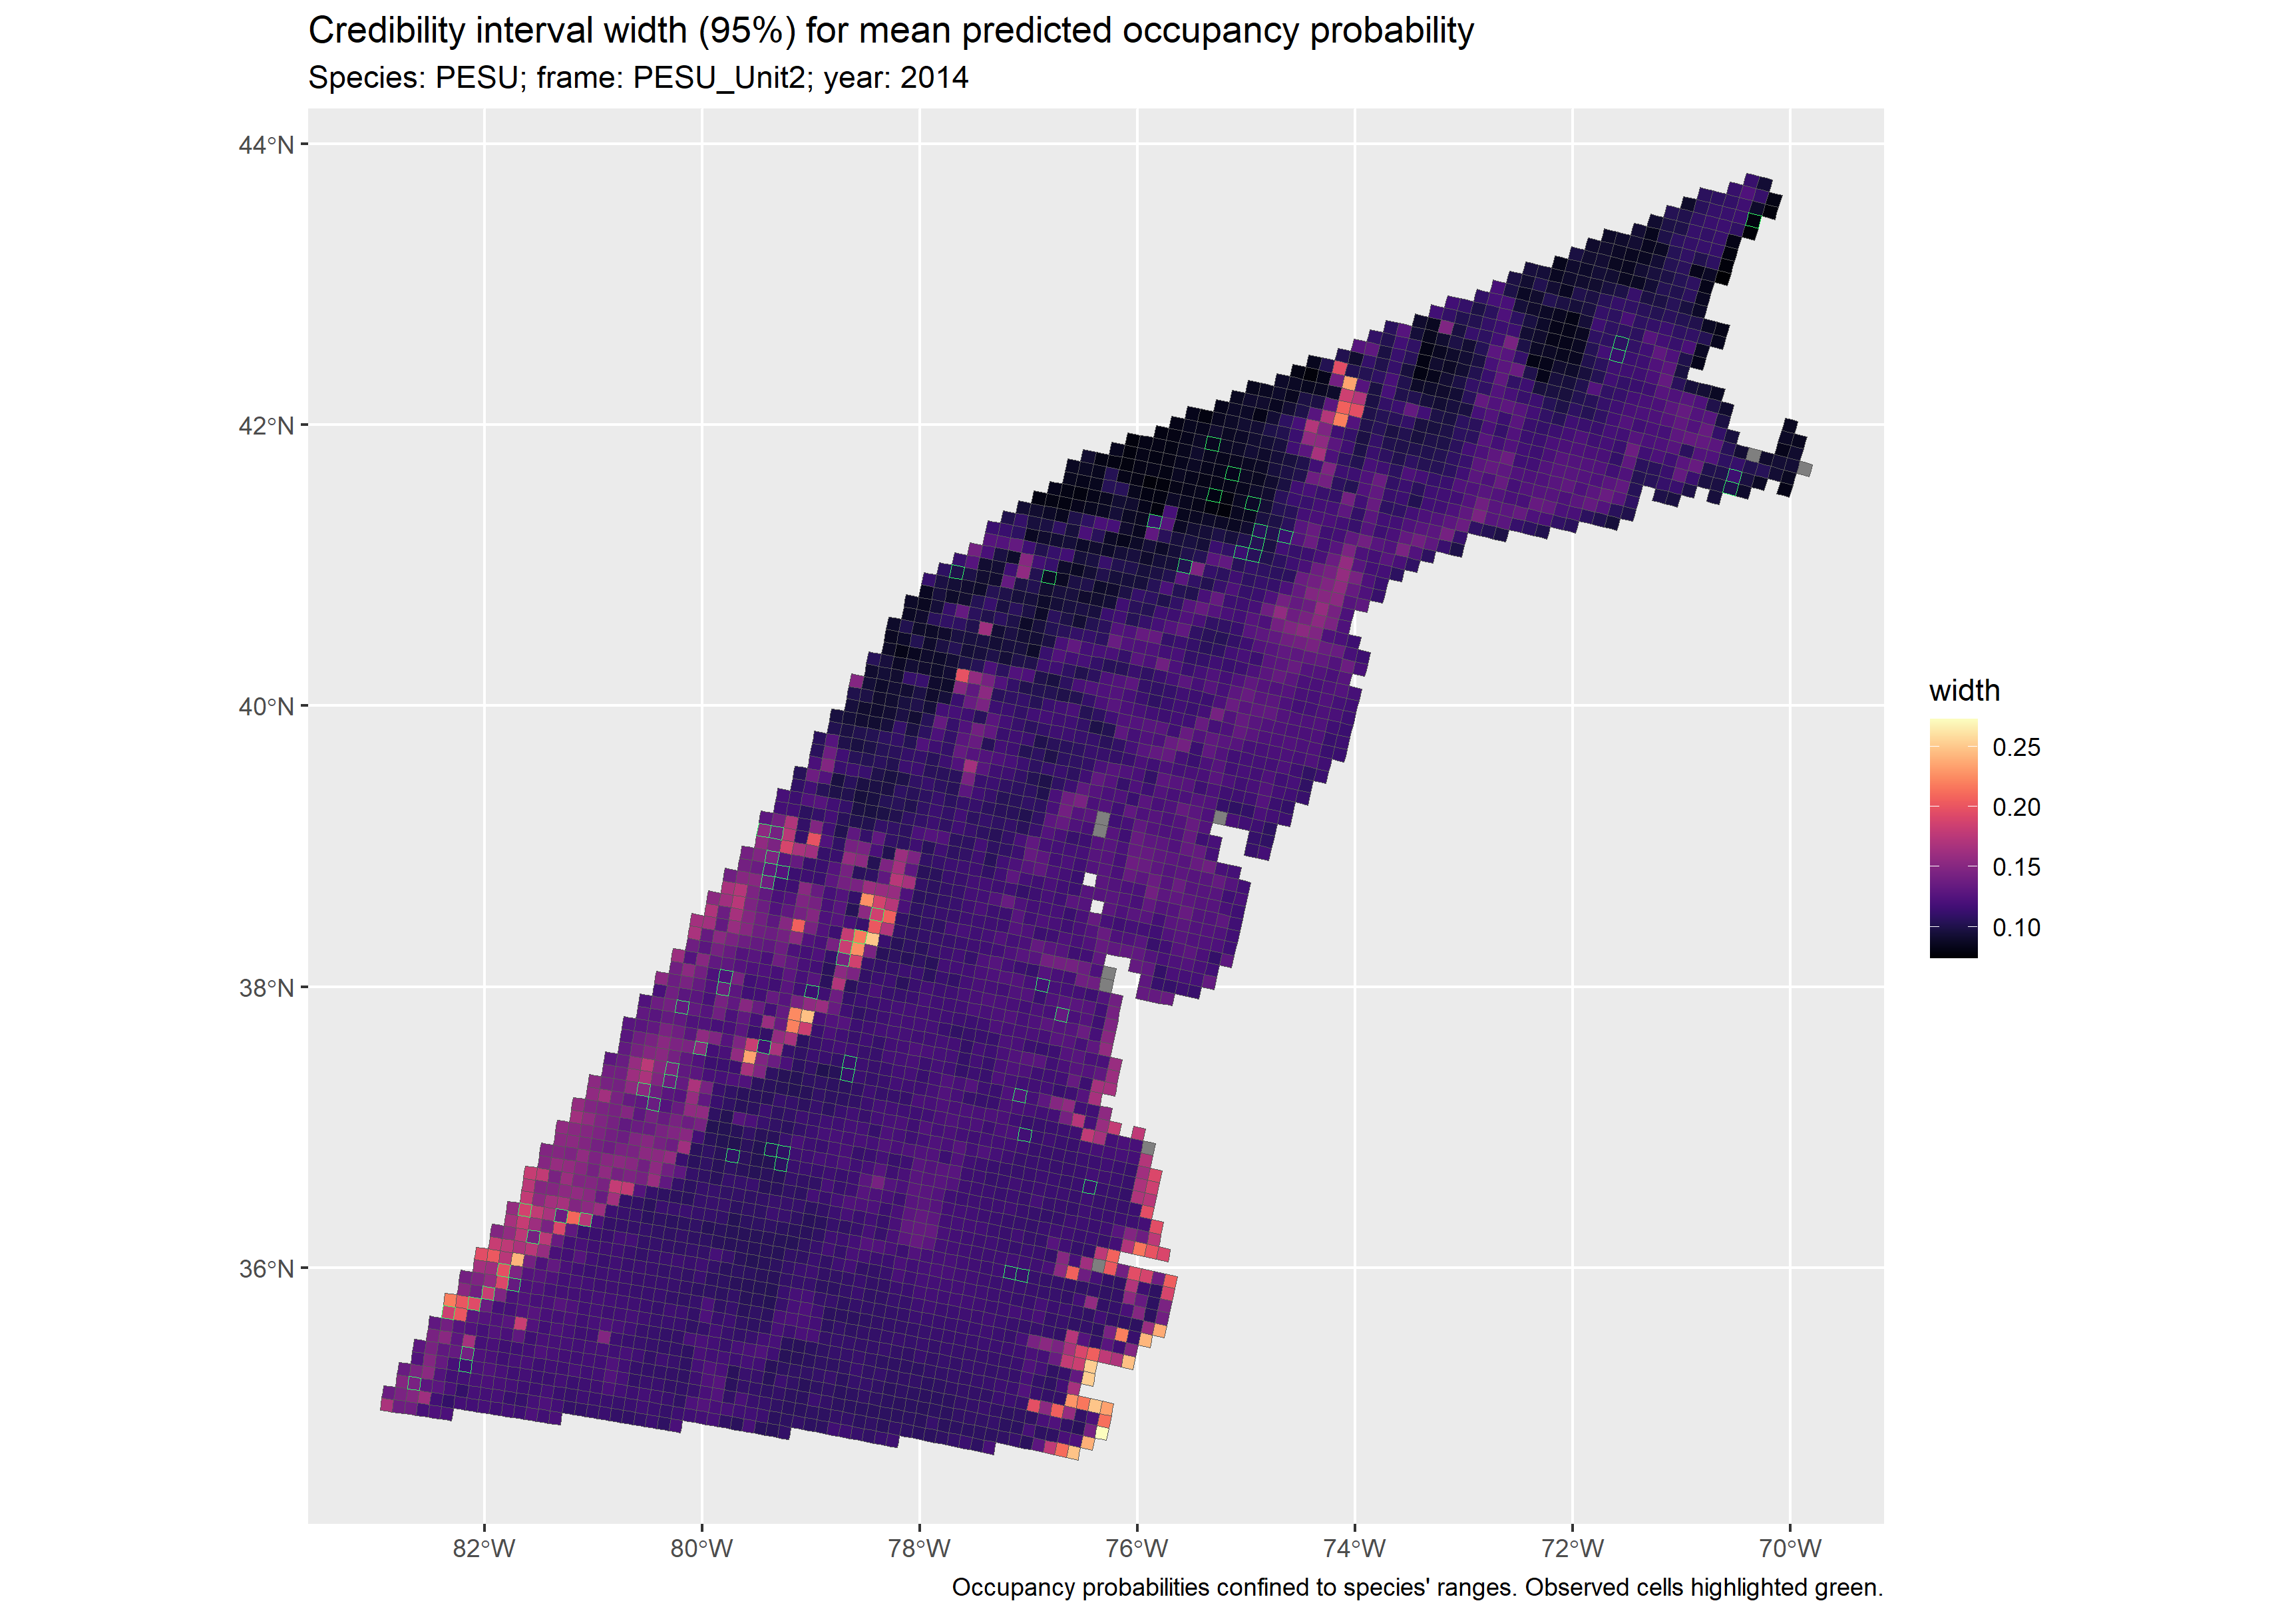 Credibility interval width (95%) for mean predicted occupancy probability
Species: PESU; frame: PESU_Unit2; year: 2014
44°N
42°N
40°N
38°N
36°N
width
0.25
0.20
0.15
0.10
82°W 80°W 78°W 76°W 74°W 72°W 70°W
Occupancy probabilities confined to species' ranges. Observed cells highlighted green.